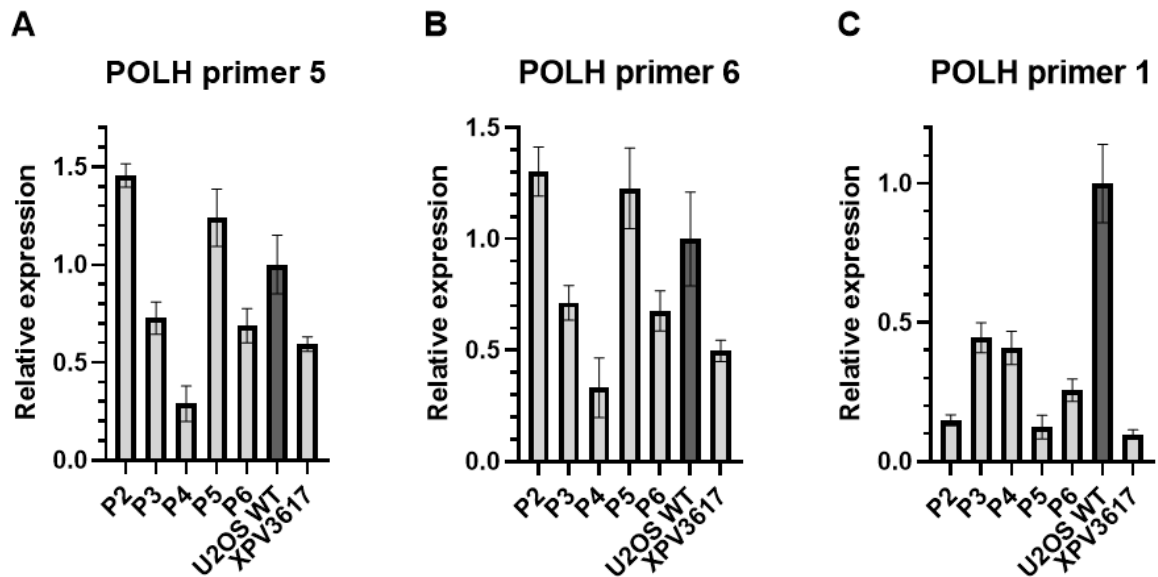 A
POLH primer 5
Relative expression
1.5
1.0
0.5
0.0
P2
P3
P4
P5
P6
U2OS WT
XPV3617
B
POLH primer 6
Relative expression
1.5
1.0
0.5
0.0
P2
P3
P4
P5
P6
U2OS WT
XPV3617
C
POLH primer 1
Relative expression
1.0
0.5
0.0
P2
P3
P4
P5
P6
U2OS WT
XPV3617